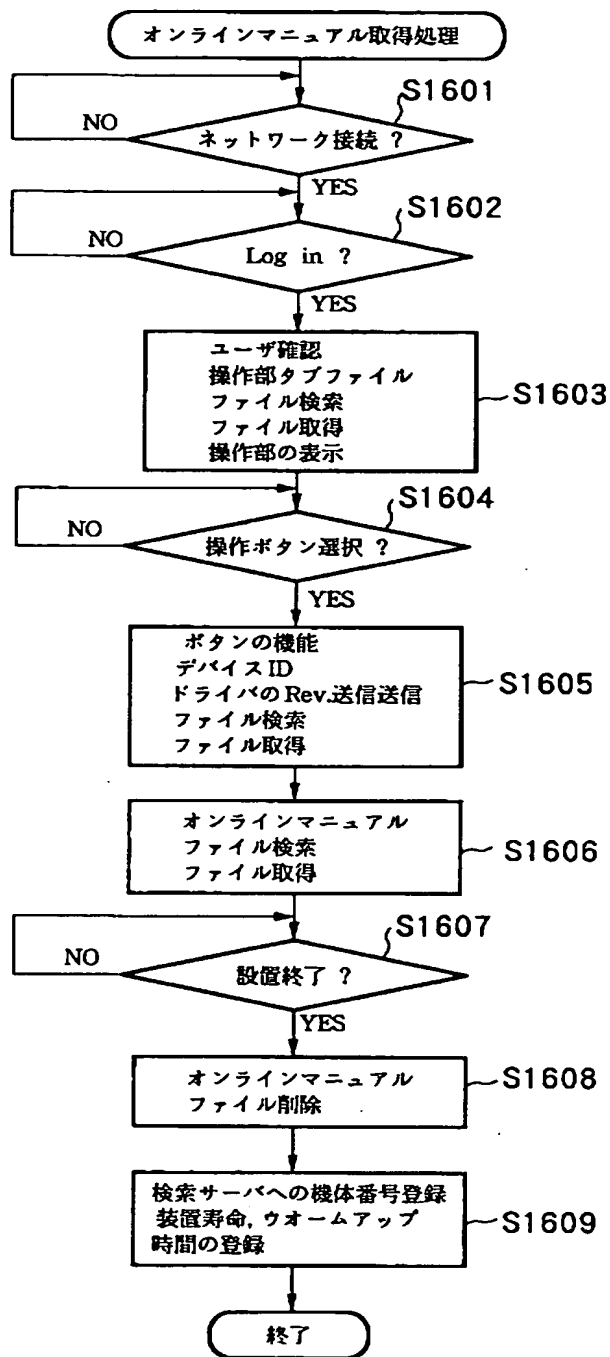 オンラインマニュアル取得処理
S1601
NO
ネットワーク接続 ?
YES
S1602
NO
Log in ?
YES
ユーザ確認
操作部タブファイル
ファイル検索
ファイル取得
操作部の表示
S1603
S1604
NO
操作ボタン選択 ?
YES
ボタンの機能
デバイスID
ドライバのRev.送信送信
ファイル検索
ファイル取得
S1605
オンラインマニュアル
ファイル検索
ファイル取得
S1606
S1607
NO
設置終了 ?
YES
オンラインマニュアル
ファイル削除
S1608
検索サーバへの機体番号登録
装置寿命,ウオームアップ
時間の登録
S1609
終了